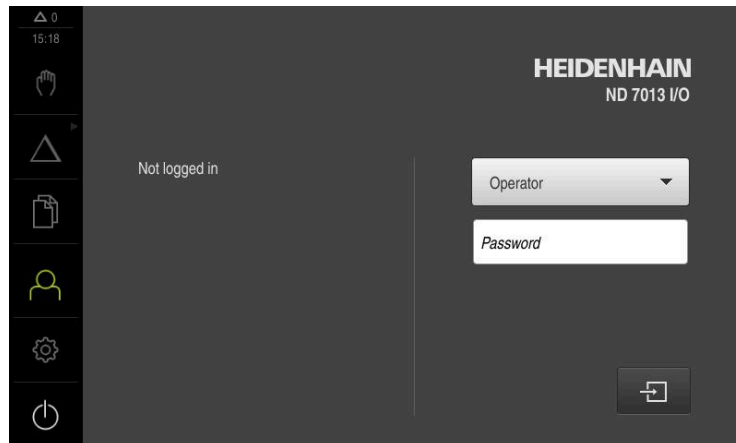 0
15:18
HEIDENHAIN
ND 7013 I/O
Not logged in
Operator
Password